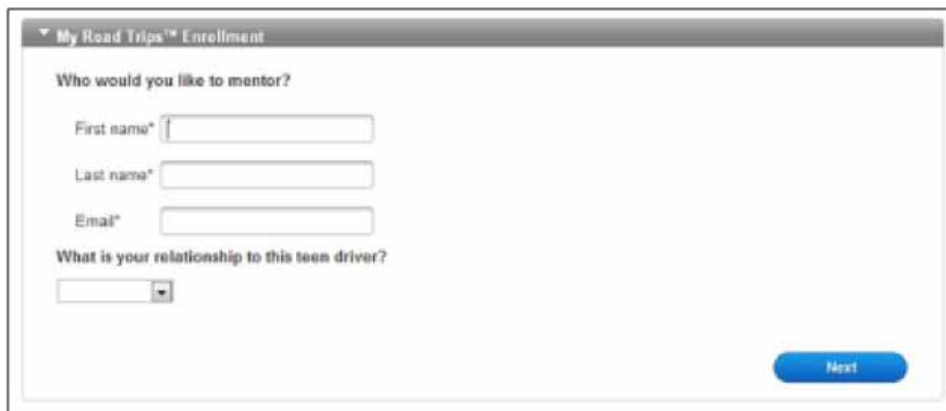 My Road Trips™ Enrollment
Who would you like to mentor?
First name*
Last name*
Email*
What is your relationship to this teen driver?
Next